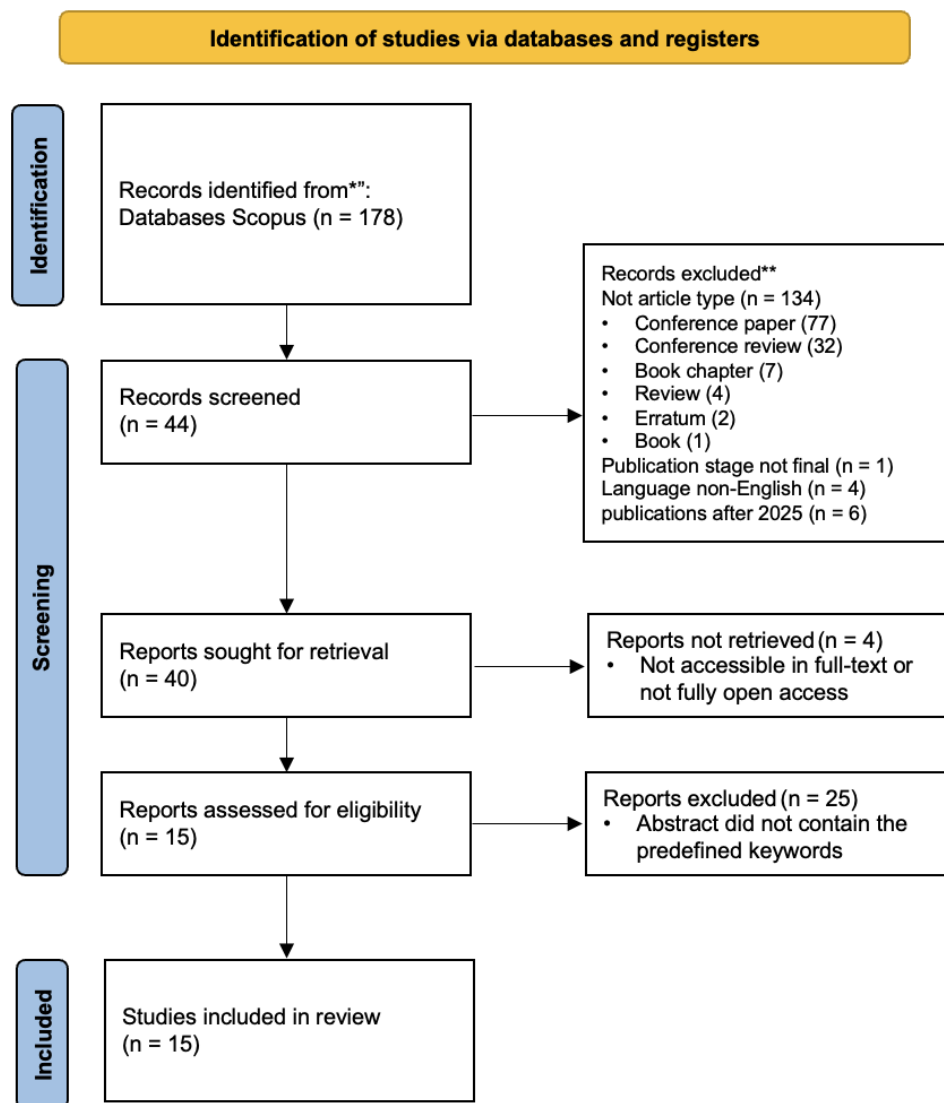 Identification of studies via databases and registers
Identification
Records identified from*":
Databases Scopus (n = 178)
Records excluded**
Not article type (n = 134)
• Conference paper (77)
• Conference review (32)
• Book chapter (7)
• Review (4)
• Erratum (2)
• Book (1)
Publication stage not final (n = 1)
Language non-English (n = 4)
publications after 2025 (n = 6)
Screening
Records screened
(n = 44)
Reports sought for retrieval
(n = 40)
Reports not retrieved (n = 4)
• Not accessible in full-text or
not fully open access
Reports assessed for eligibility
(n = 15)
Reports excluded (n = 25)
• Abstract did not contain the
predefined keywords
Included
Studies included in review
(n = 15)